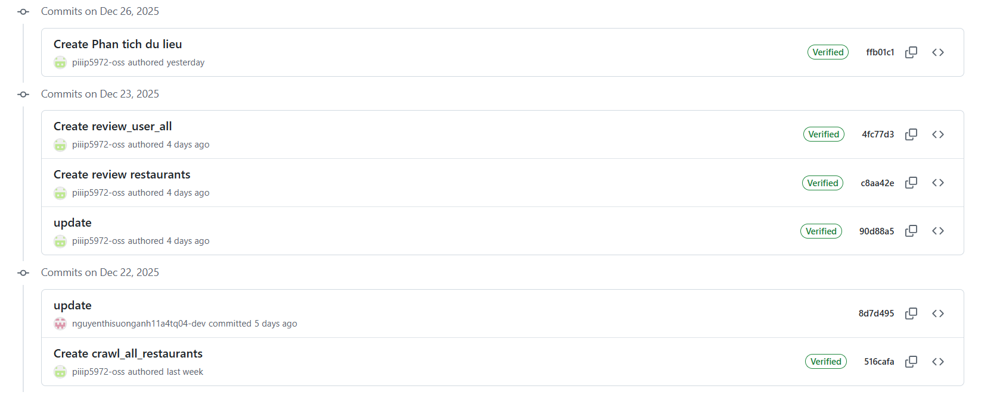 Commits on Dec 26, 2025
Create Phan tich du lieu
piiip5972-oss authored yesterday
Verified
ffb01c1
Commits on Dec 23, 2025
Create review_user_all
piiip5972-oss authored 4 days ago
Verified
4fc77d3
Create review restaurants
piiip5972-oss authored 4 days ago
Verified
c8aa42e
update
piiip5972-oss authored 4 days ago
Verified
90d88a5
Commits on Dec 22, 2025
update
nguyenthisuonganh11a4tq04-dev committed 5 days ago
8d7d495
Create crawl_all_restaurants
piiip5972-oss authored last week
Verified
516cafa